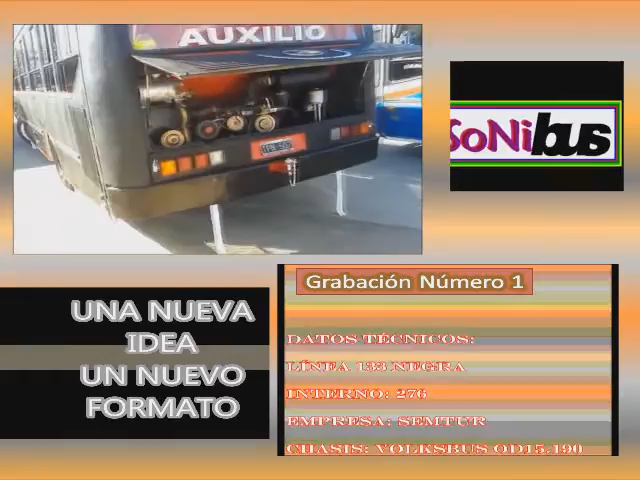 AUXILIO
SoNibus
UNA NUEVA
IDEA
UN NUEVO
FORMATO
Grabación Número 1
DATOS TÉCNICOS:
LÍNEA 133 NEGRA
INTERNO: 276
EMPRESA: SEMTUR
CHASIS: VOLKSBUS OD15.190